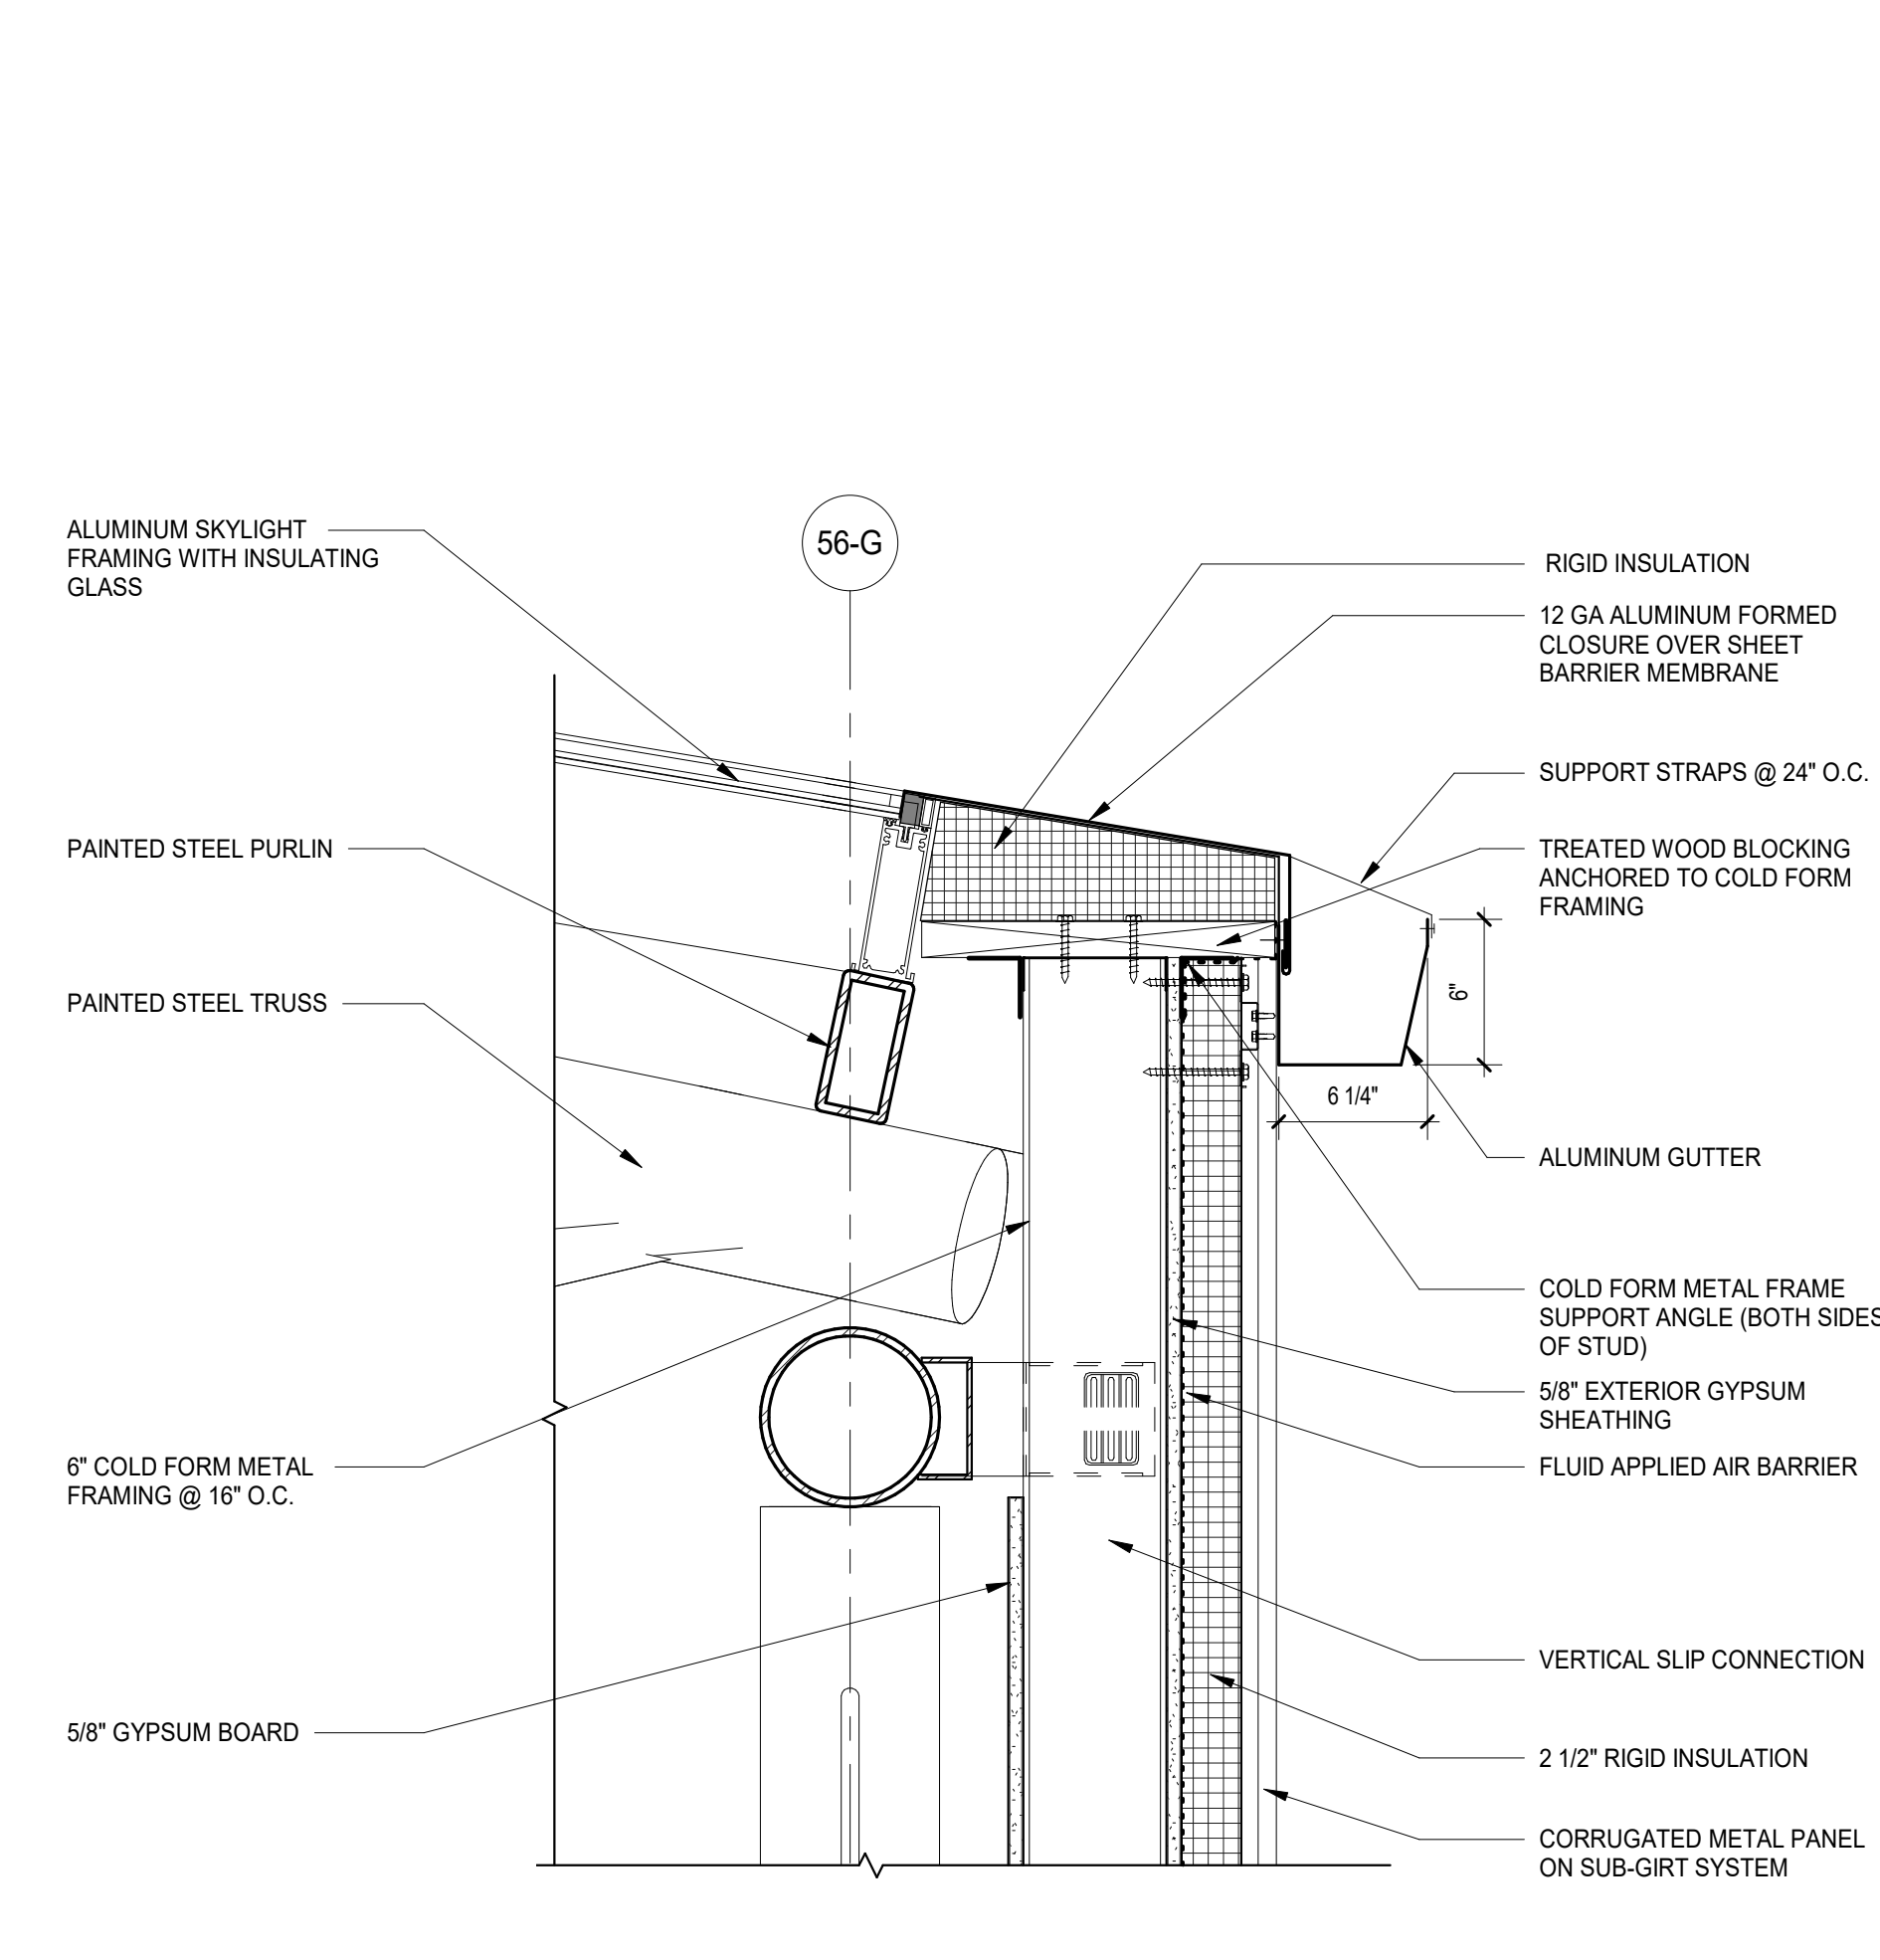 ALUMINUM SKYLIGHT
FRAMING WITH INSULATING
GLASS
PAINTED STEEL PURLIN
PAINTED STEEL TRUSS
6" COLD FORM METAL
FRAMING @ 16" O.C.
5/8" GYPSUM BOARD
56-G
RIGID INSULATION
12 GA ALUMINUM FORMED
CLOSURE OVER SHEET
BARRIER MEMBRANE
SUPPORT STRAPS @ 24" O.C.
TREATED WOOD BLOCKING
ANCHORED TO COLD FORM
FRAMING
6"
6 1/4"
ALUMINUM GUTTER
COLD FORM METAL FRAME
SUPPORT ANGLE (BOTH SIDES
OF STUD)
5/8" EXTERIOR GYPSUM
SHEATHING
FLUID APPLIED AIR BARRIER
VERTICAL SLIP CONNECTION
2 1/2" RIGID INSULATION
CORRUGATED METAL PANEL
ON SUB-GIRT SYSTEM